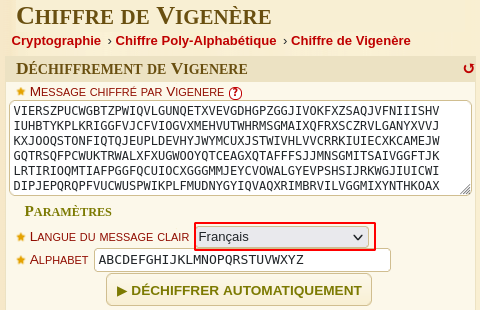 CHIFFRE DE VIGENÈRE
Cryptographie › Chiffre Poly-Alphabétique › Chiffre de Vigenère
DÉCHIFFREMENT DE VIGENERE
MESSAGE CHIFFRÉ PAR VIGENERE ?
VIERSZPUCWGBTZPWIQVLGUNQETXVEVGDHGPZGGJIVOKFXZSAQJVFNIIISHV
IUHBTYKPLKRIGGFVJCFVIOGVXMEHVUTWHRMSGMAIXQFRXSCZRVLGANYXVVJ
KXJOOQSTONFIQTQJEUPLDEVHYJWYMCUXJSTWIVHLVVCRRKIUIECXKCAMEJW
GQTRSQFPCWUKTRWALXFXUGWOOYQTCEAGXQTAFFFSJJMNSGMITSAIVGGFTJK
LRTIRIOQMTIAFPGGFQCUIOCXGGGMMJEYCVOWALGYEVPSHSIJRKWGJIUICWI
DIPJEPQRQPFVUCWUSPWIKPLFMUDNYGYIQVAQXRIMBRVILVGGMIXYNTHKOAX
PARAMÈTRES
LANGUE DU MESSAGE CLAIR Français
ALPHABET ABCDEFGHIJKLMNOPQRSTUVWXYZ
▶ DÉCHIFFRER AUTOMATIQUEMENT